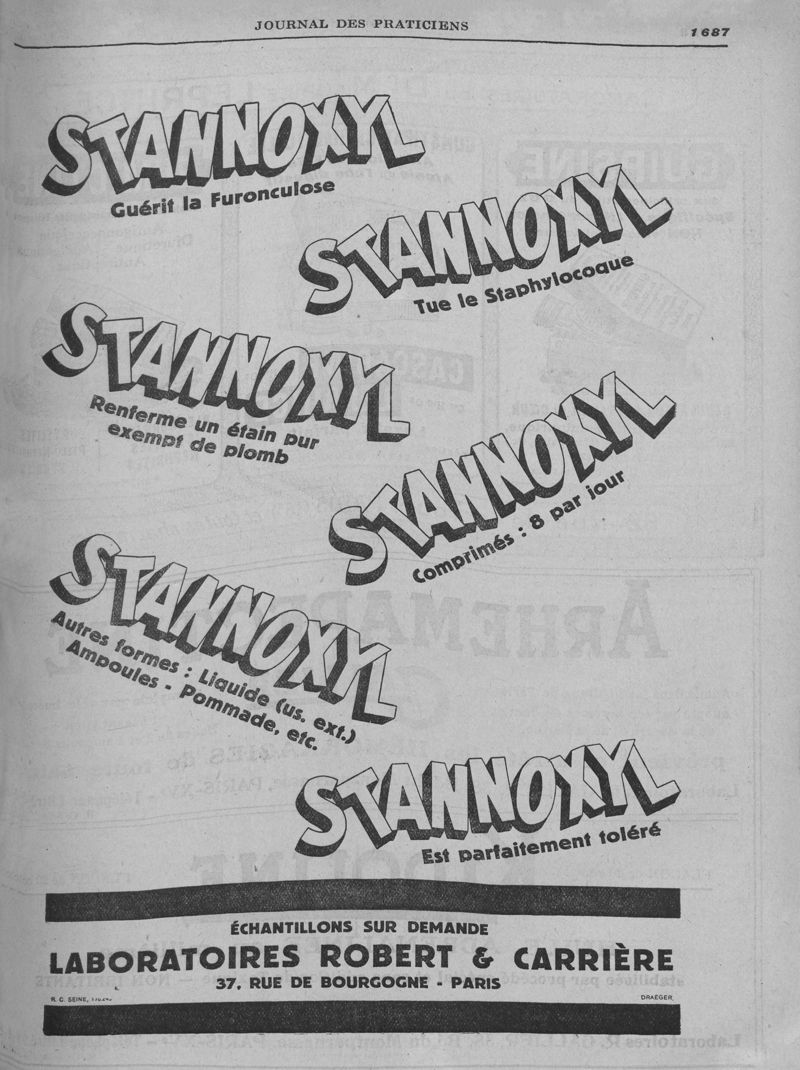 JOURNAL DES PRATICIENS
1687
STANNOXYL
Guérit la Furonculose
STANNOXYL
Tue le Staphylocoque
STANNOXYL
Renferme un étain pur
exempt de plomb
STANNOXYL
Comprimés : 8 par jour
STANNOXYL
Autres formes : Liquide (us. ext.)
Ampoules - Pommade, etc.
STANNOXYL
Est parfaitement toléré
ÉCHANTILLONS SUR DEMANDE
LABORATOIRES ROBERT & CARRIÈRE
37, RUE DE BOURGOGNE - PARIS
R. C. SEINE,
DRAEGER